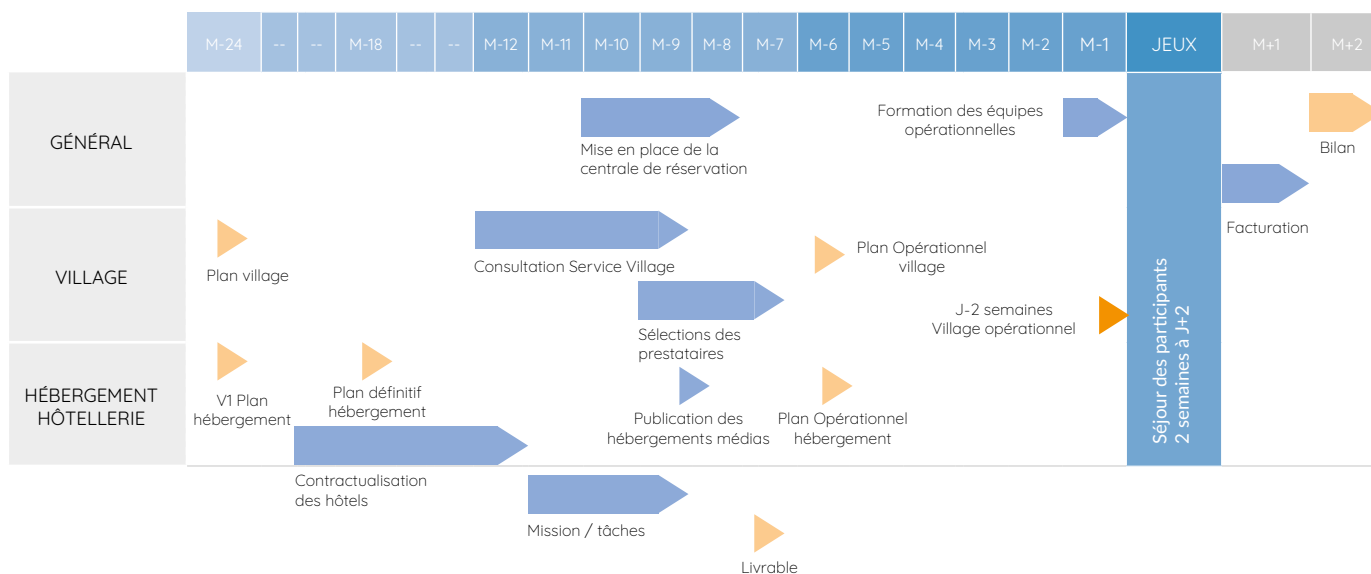 M-24 -- -- M-18 -- -- M-12 M-11 M-10 M-9 M-8 M-7 M-6 M-5 M-4 M-3 M-2 M-1 JEUX M+1 M+2
GÉNÉRAL
Mise en place de la
centrale de réservation
Formation des équipes
opérationnelles
Bilan
Facturation
VILLAGE
Plan village
Consultation Service Village
Plan Opérationnel
village
Sélections des
prestataires
J-2 semaines
Village opérationnel
Séjour des participants
2 semaines à J+2
HÉBERGEMENT
HÔTELLERIE
V1 Plan
hébergement
Plan définitif
hébergement
Publication des
hébergements médias
Plan Opérationnel
hébergement
Contractualisation
des hôtels
Mission / tâches
Livrable